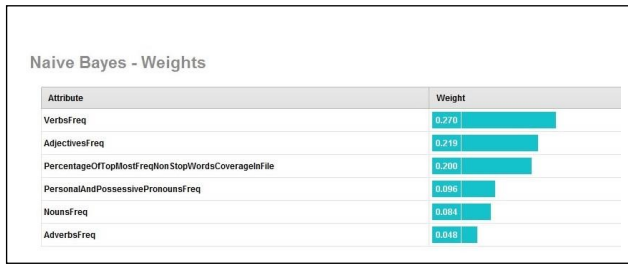 Naive Bayes - Weights
Attribute Weight
VerbsFreq 0.270
AdjectivesFreq 0.219
PercentageOfTopMostFreqNonStopWordsCoverageInFile 0.200
PersonalAndPossessivePronounsFreq 0.096
NounsFreq 0.084
AdverbsFreq 0.048